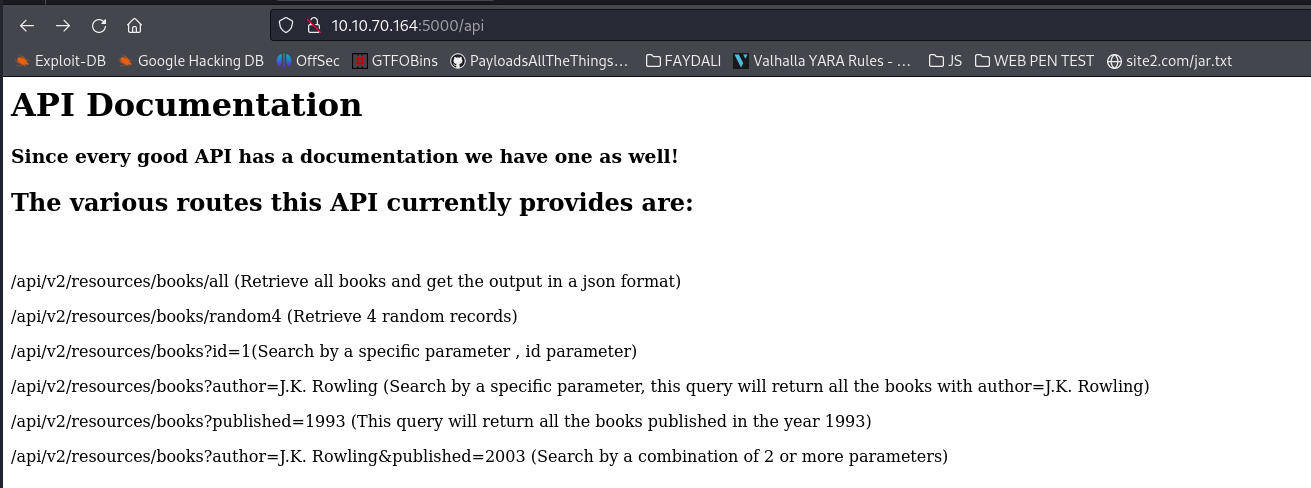 10.10.70.164:5000/api
Exploit-DB Google Hacking DB OffSec GTFOBins PayloadsAllTheThings... FAYDALI Valhalla YARA Rules - ... JS WEB PEN TEST site2.com/jar.txt
API Documentation
Since every good API has a documentation we have one as well!
The various routes this API currently provides are:
/api/v2/resources/books/all (Retrieve all books and get the output in a json format)
/api/v2/resources/books/random4 (Retrieve 4 random records)
/api/v2/resources/books?id=1(Search by a specific parameter , id parameter)
/api/v2/resources/books?author=J.K. Rowling (Search by a specific parameter, this query will return all the books with author=J.K. Rowling)
/api/v2/resources/books?published=1993 (This query will return all the books published in the year 1993)
/api/v2/resources/books?author=J.K. Rowling&published=2003 (Search by a combination of 2 or more parameters)